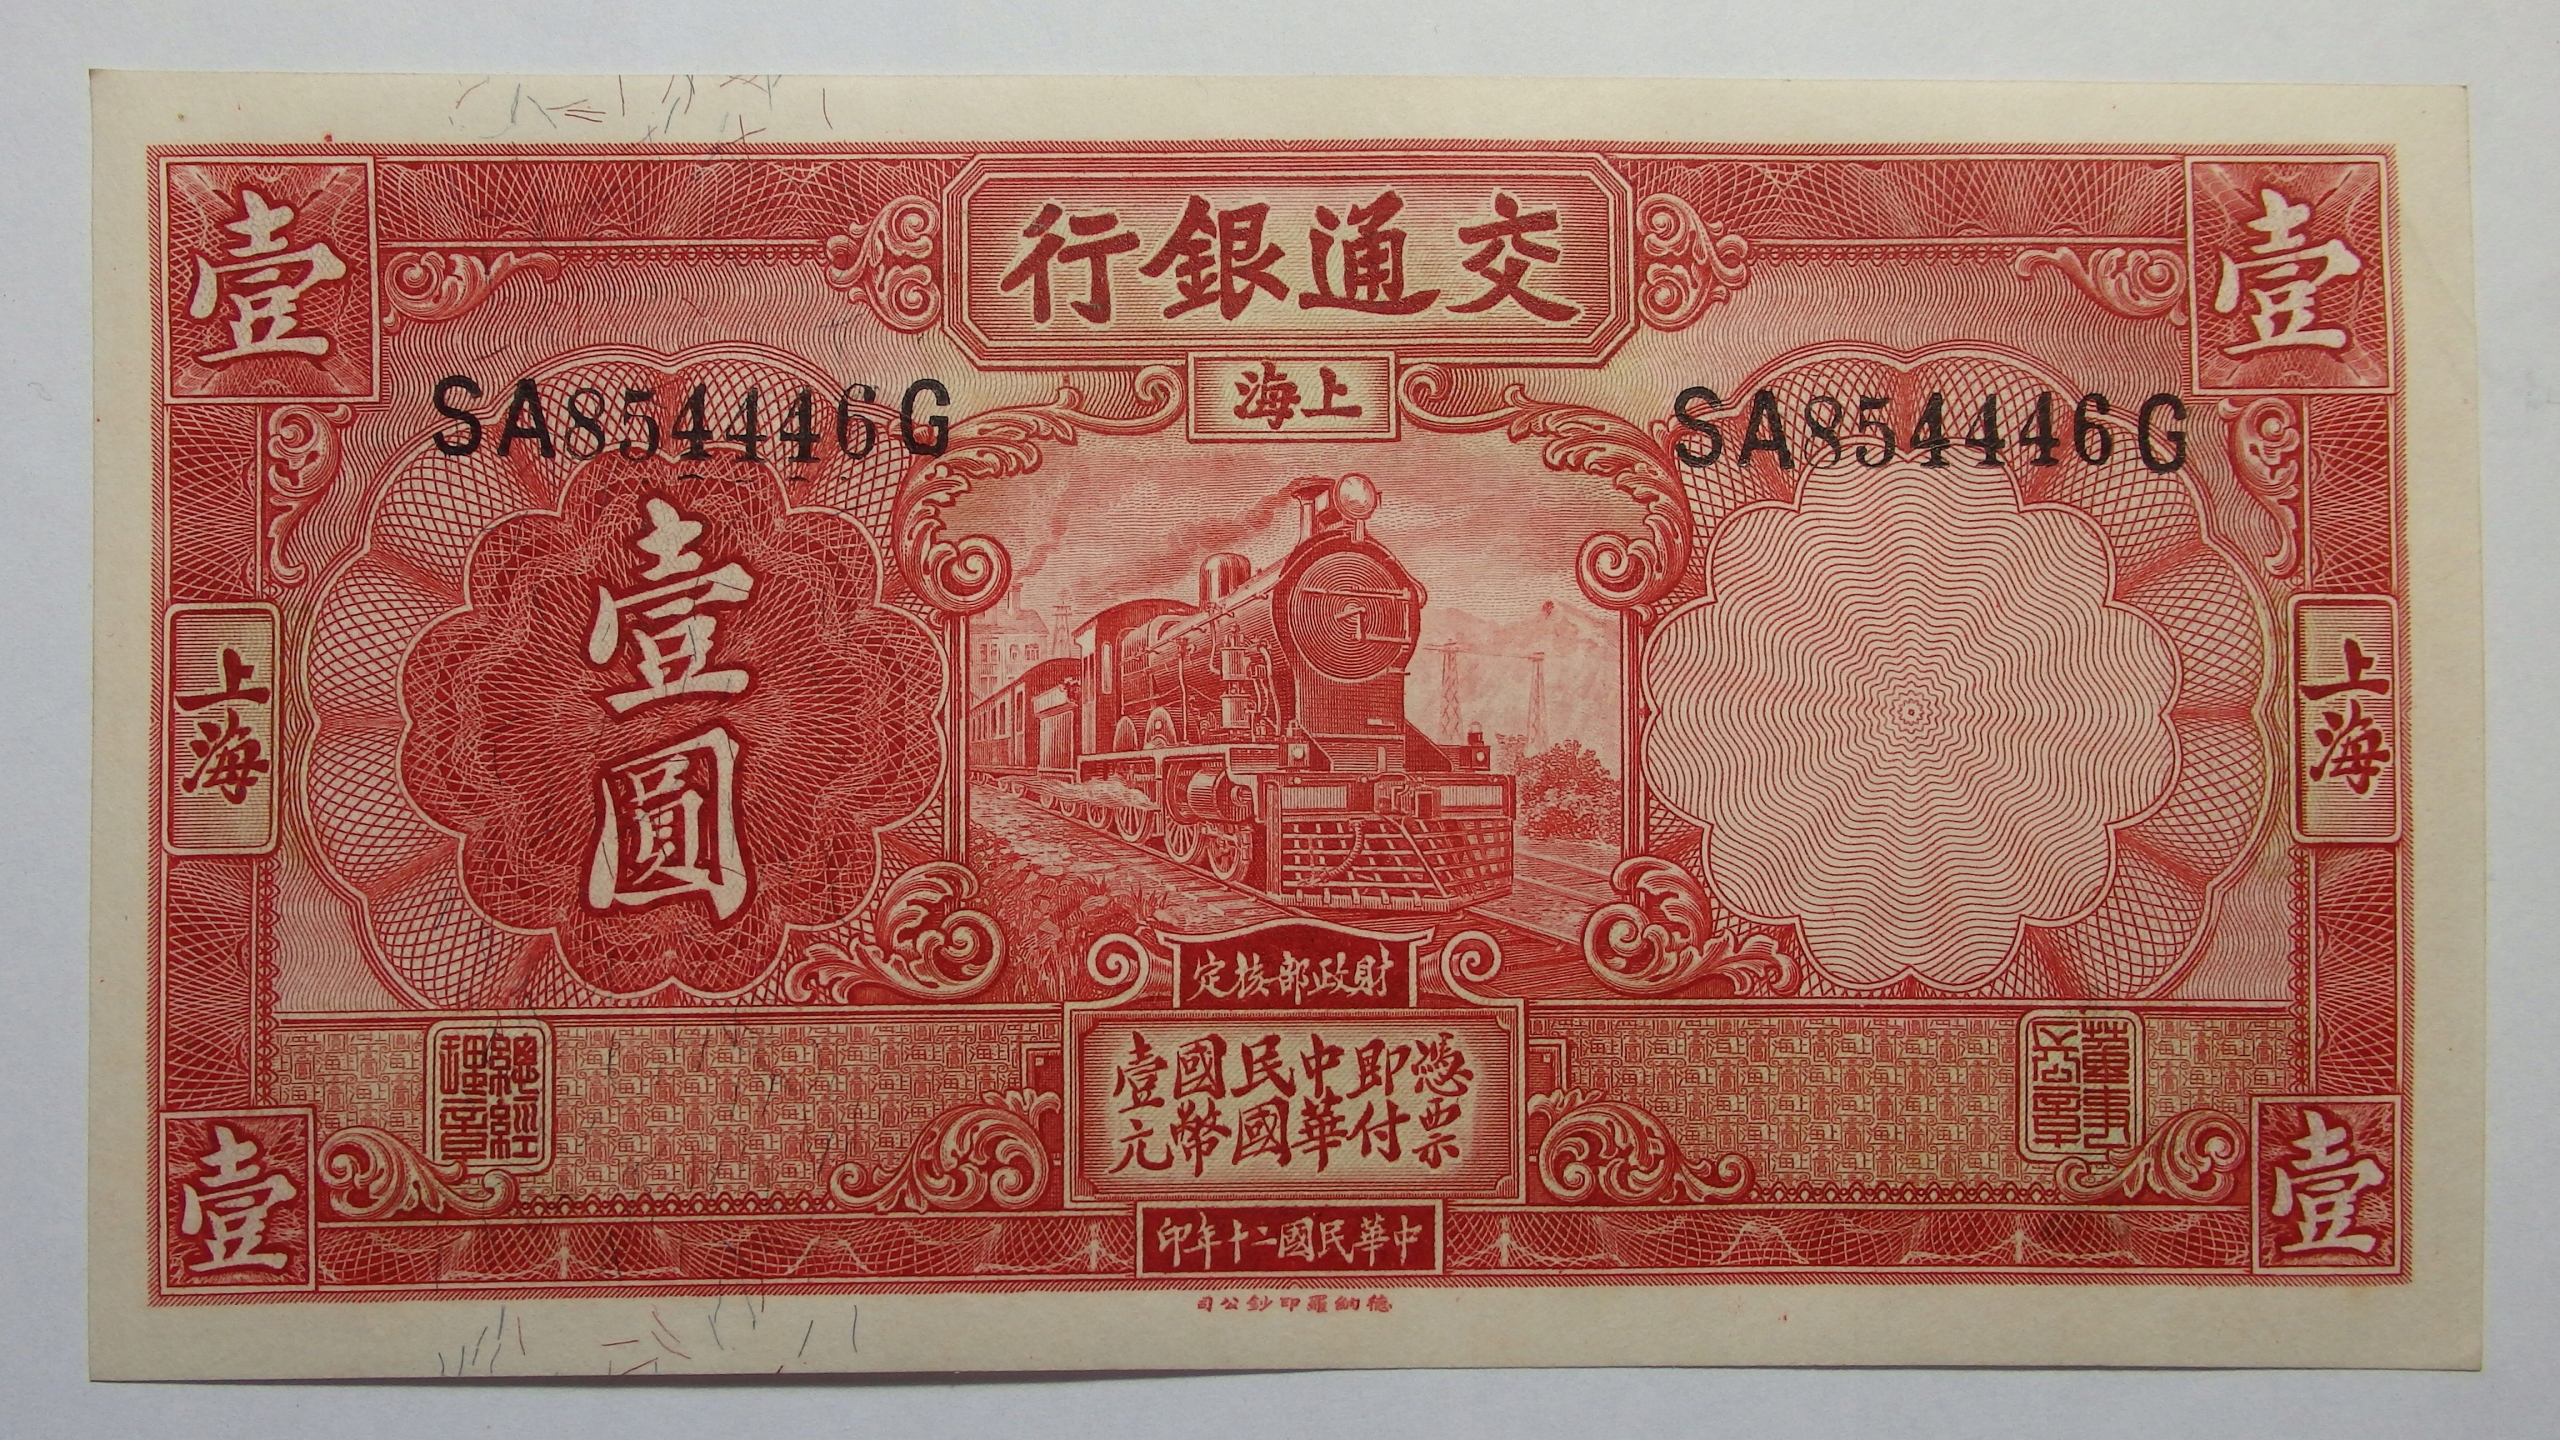 壹
交通銀行
壹
上海
SA854446G
SA854446G
壹圓
上海
上海
財政部核定
憑票即付中華民國國幣壹元
總經理章
董事長章
壹
中華民國二十年印
壹
德納羅印鈔公司